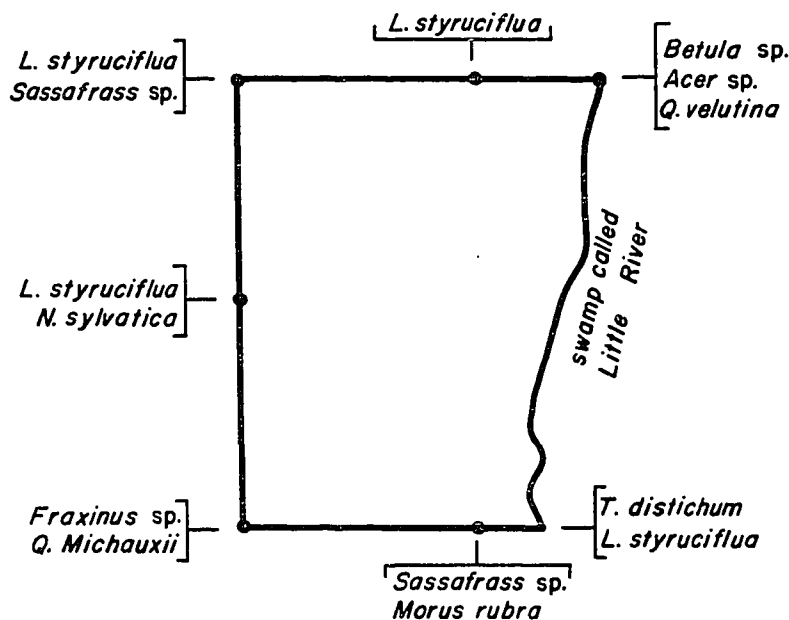 L. styruciflua
L. styruciflua
Sassafrass sp.
Betula sp.
Acer sp.
Q. velutina
swamp called
Little River
L. styruciflua
N. sylvatica
Fraxinus sp.
Q. Michauxii
T. distichum
L. styruciflua
Sassafrass sp.
Morus rubra